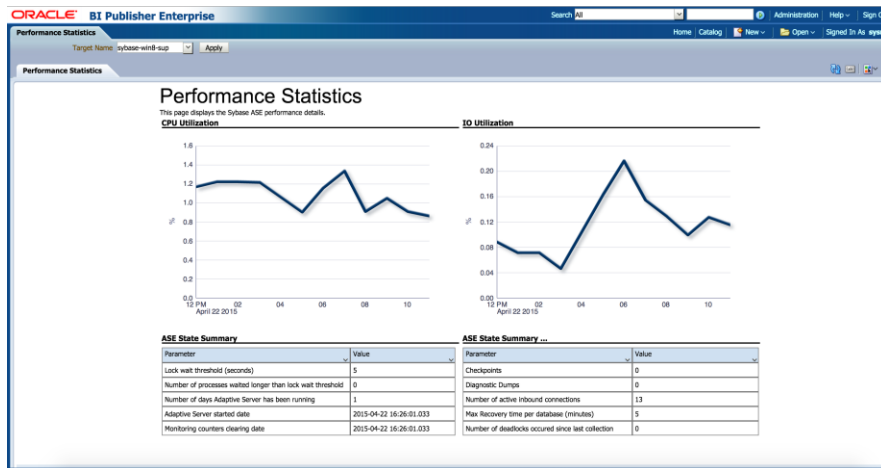 ORACLE BI Publisher Enterprise Search All Administration Help Sign
Performance Statistics Home Catalog New Open Signed In As
Target Name sybase-win8-sup Apply
Performance Statistics
Performance Statistics
This page displays the Sybase ASE performance details.
CPU Utilization
1.6
1.4
1.2
1.0
0.8
0.6
0.4
0.2
0.0
%
12 PM 02 04 06 08 10
April 22 2015
IO Utilization
0.24
0.20
0.16
0.12
0.08
0.04
0.00
%
12 PM 02 04 06 08 10
April 22 2015
ASE State Summary
Parameter Value
Lock wait threshold (seconds) 5
Number of processes waited longer than lock wait threshold 0
Number of days Adaptive Server has been running 1
Adaptive Server started date 2015-04-22 16:26:01.033
Monitoring counters clearing date 2015-04-22 16:26:01.033
ASE State Summary ...
Parameter Value
Checkpoints 0
Diagnostic Dumps 0
Number of active inbound connections 13
Max Recovery time per database (minutes) 5
Number of deadlocks occured since last collection 0